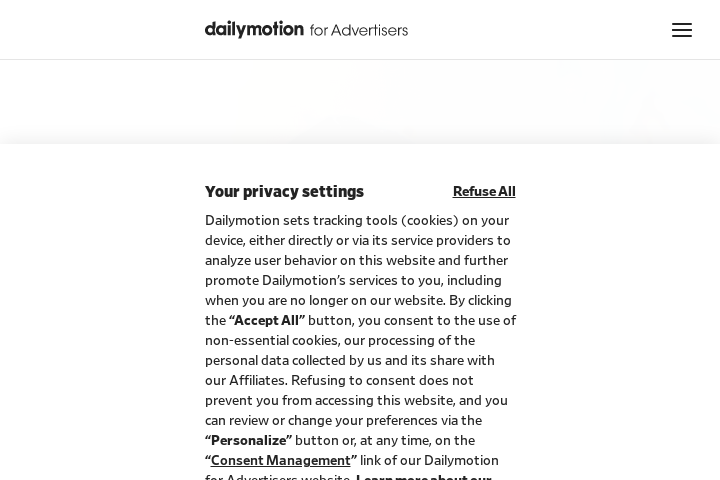 dailymotion for Advertisers
Your privacy settings
Refuse All
Dailymotion sets tracking tools (cookies) on your
device, either directly or via its service providers to
analyze user behavior on this website and further
promote Dailymotion’s services to you, including
when you are no longer on our website. By clicking
the “Accept All” button, you consent to the use of
non-essential cookies, our processing of the
personal data collected by us and its share with
our Affiliates. Refusing to consent does not
prevent you from accessing this website, and you
can review or change your preferences via the
“Personalize” button or, at any time, on the
“Consent Management” link of our Dailymotion
for Advertisers website. Learn more about our